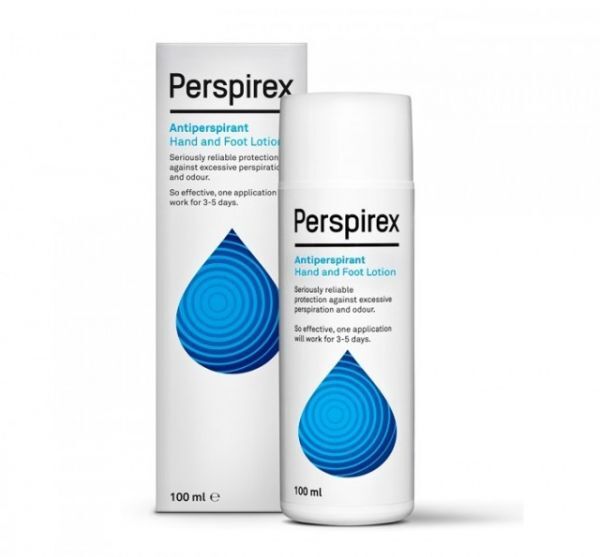 Perspirex
Antiperspirant
Hand and Foot Lotion
Seriously reliable protection
against excessive perspiration
and odour.
So effective, one application
work for 3-5 days.
100 ml ℮
Perspirex
Antiperspirant
Hand and Foot Lotion
Seriously reliable
protection against excessive
perspiration and odour.
So effective, one application
will work for 3-5 days.
100 ml